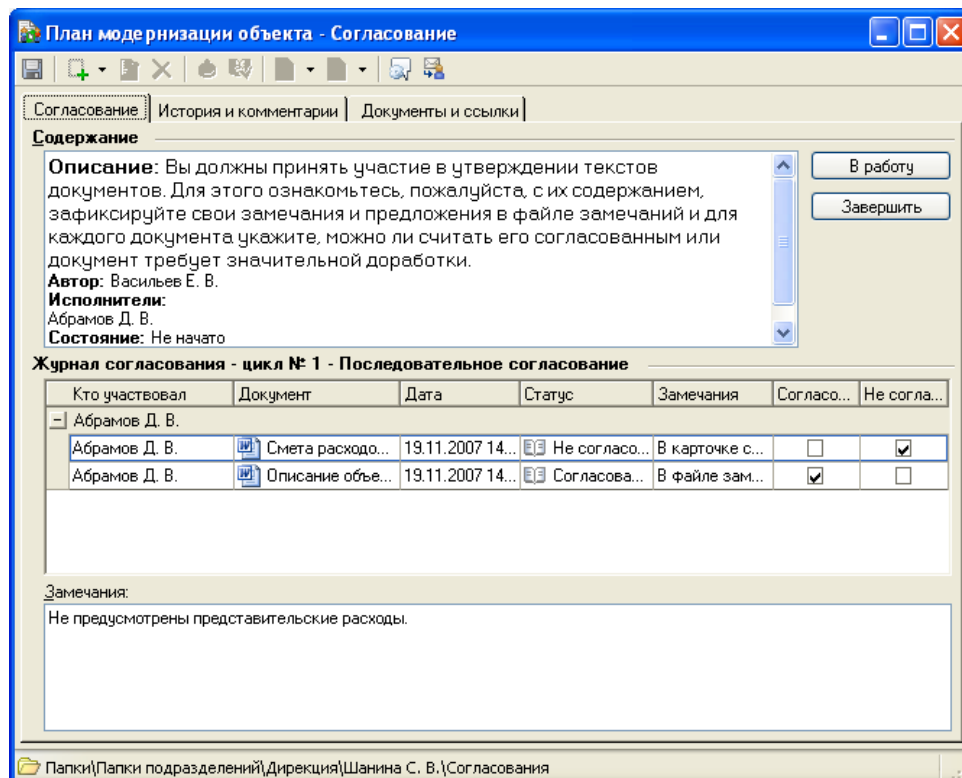 План модернизации объекта - Согласование
Согласование История и комментарии Документы и ссылки
Содержание
Описание: Вы должны принять участие в утверждении текстов
документов. Для этого ознакомьтесь, пожалуйста, с их содержанием,
зафиксируйте свои замечания и предложения в файле замечаний и для
каждого документа укажите, можно ли считать его согласованным или
документ требует значительной доработки.
Автор: Васильев Е. В.
Исполнители:
Абрамов Д. В.
Состояние: Не начато
В работу
Завершить
Журнал согласования - цикл № 1 - Последовательное согласование
Кто участвовал Документ Дата Статус Замечания Согласо... Не согла...
Абрамов Д. В.
Абрамов Д. В. Смета расходо... 19.11.2007 14... Не согласо... В карточке с...
Абрамов Д. В. Описание объе... 19.11.2007 14... Согласова... В файле зам...
Замечания:
Не предусмотрены представительские расходы.
Папки\Папки подразделений\Дирекция\Шанина С. В.\Согласования